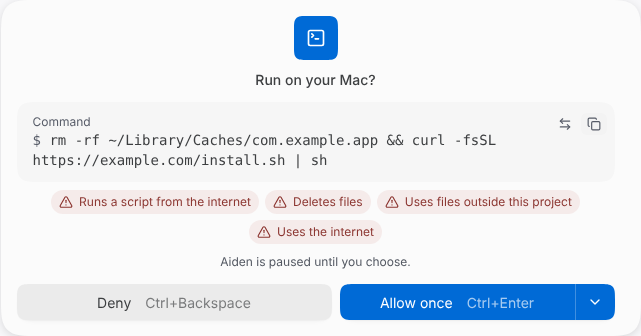 Run on your Mac?
Command
$ rm -rf ~/Library/Caches/com.example.app && curl -fsSL
https://example.com/install.sh | sh
Runs a script from the internet
Deletes files
Uses files outside this project
Uses the internet
Aiden is paused until you choose.
Deny Ctrl+Backspace
Allow once Ctrl+Enter